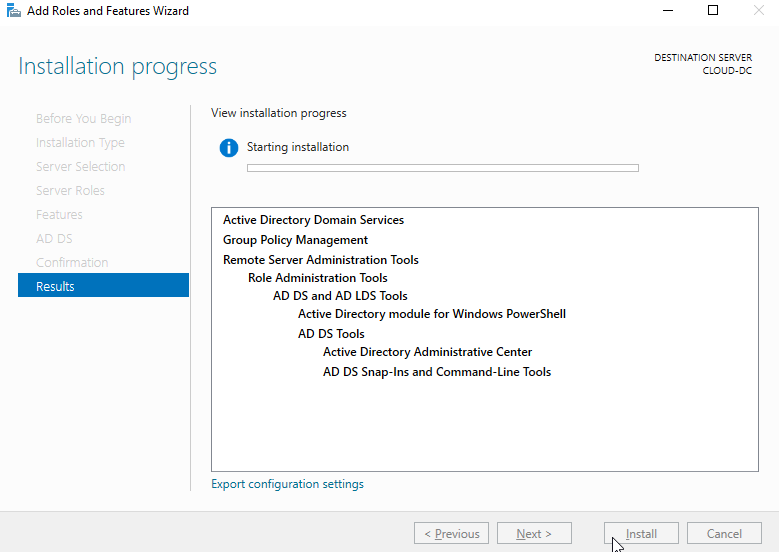 Add Roles and Features Wizard
Installation progress
DESTINATION SERVER
CLOUD-DC
Before You Begin
Installation Type
Server Selection
Server Roles
Features
AD DS
Confirmation
Results
View installation progress
Starting installation
Active Directory Domain Services
Group Policy Management
Remote Server Administration Tools
Role Administration Tools
AD DS and AD LDS Tools
Active Directory module for Windows PowerShell
AD DS Tools
Active Directory Administrative Center
AD DS Snap-Ins and Command-Line Tools
Export configuration settings
< Previous
Next >
Install
Cancel